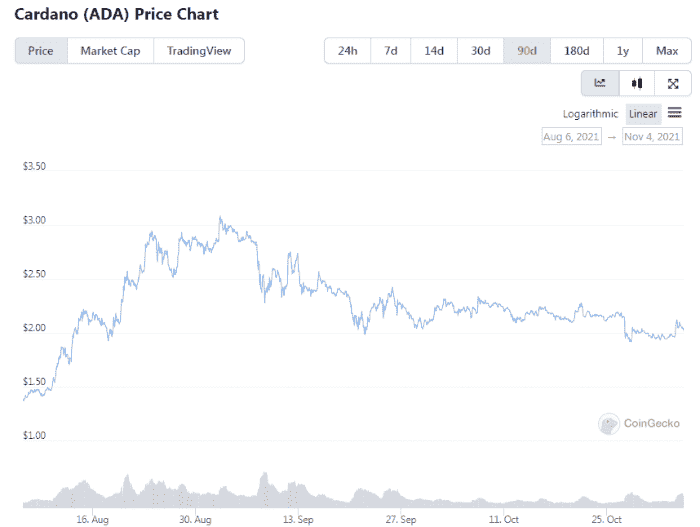 Cardano (ADA) Price Chart
Price Market Cap TradingView 24h 7d 14d 30d 90d 180d 1y Max
Logarithmic Linear
Aug 6, 2021 → Nov 4, 2021
$3.50
$3.00
$2.50
$2.00
$1.50
$1.00
CoinGecko
16. Aug 30. Aug 13. Sep 27. Sep 11. Oct 25. Oct